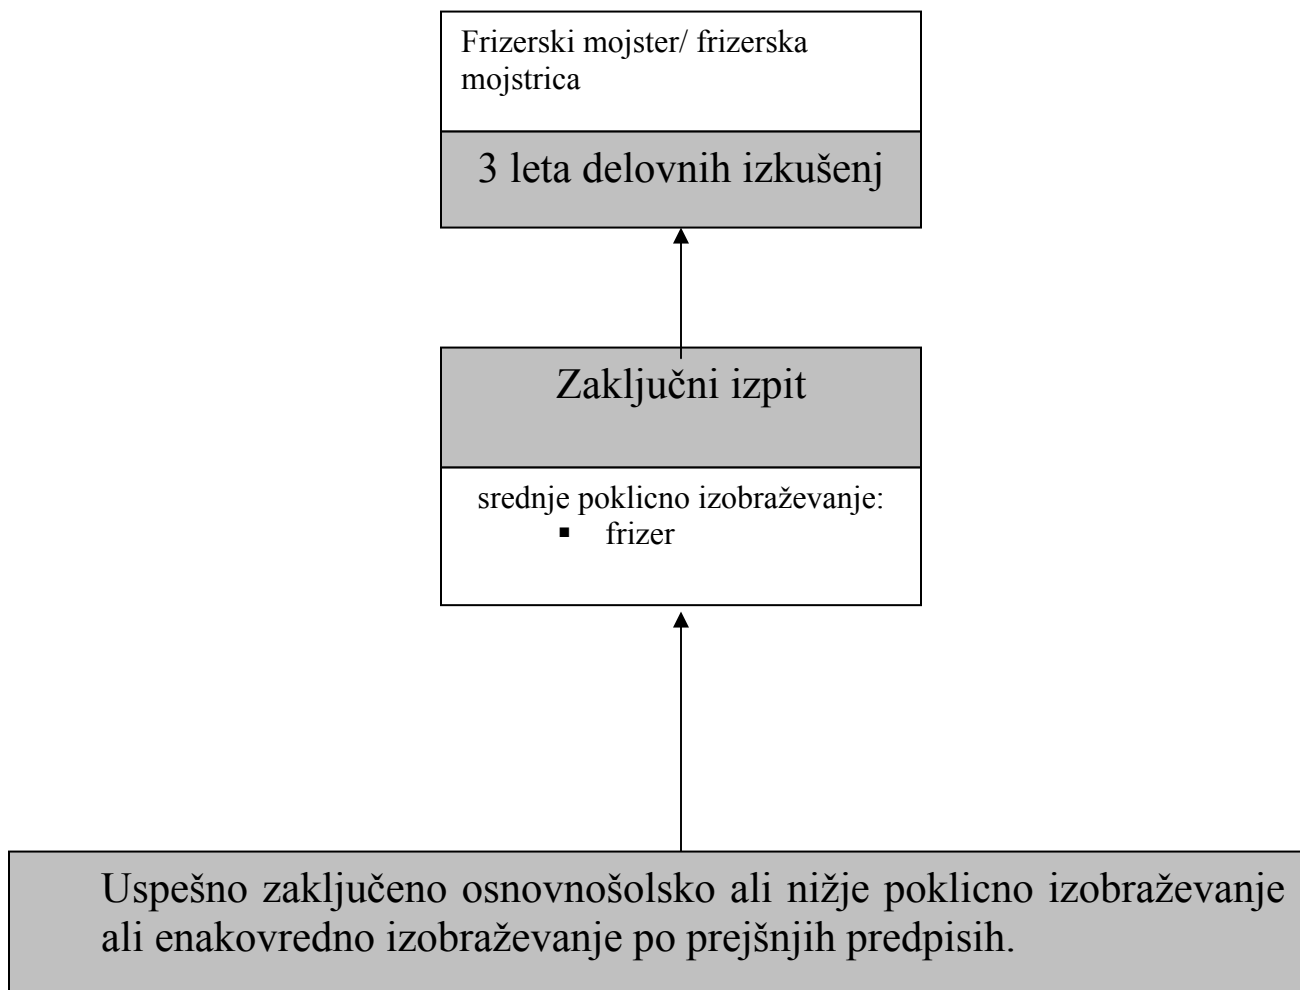 Frizerski mojster/ frizerska
mojstrica
3 leta delovnih izkušenj
Zaključni izpit
srednje poklicno izobraževanje:
▪ frizer
Uspešno zaključeno osnovnošolsko ali nižje poklicno izobraževanje
ali enakovredno izobraževanje po prejšnjih predpisih.